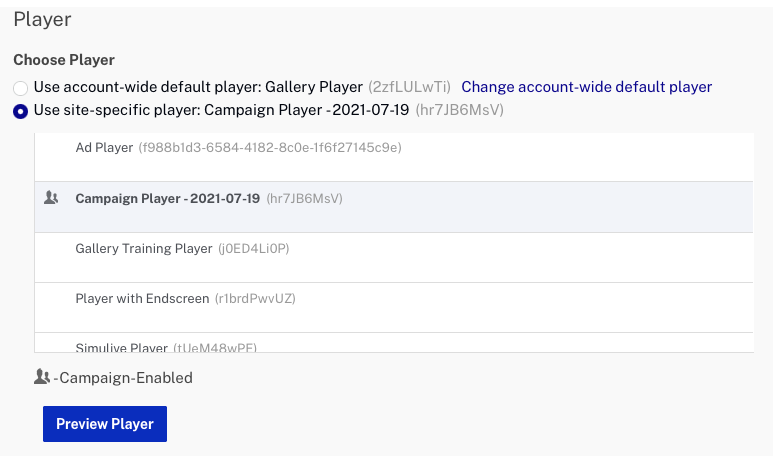 Player
Choose Player
Use account-wide default player: Gallery Player (2zfLULwTi) Change account-wide default player
Use site-specific player: Campaign Player - 2021-07-19 (hr7JB6MsV)
Ad Player (f988b1d3-6584-4182-8c0e-1f6f27145c9e)
Campaign Player - 2021-07-19 (hr7JB6MsV)
Gallery Training Player (j0ED4Li0P)
Player with Endscreen (r1brdPwvUZ)
Simulive Player (tUeM48wPF)
- Campaign-Enabled
Preview Player